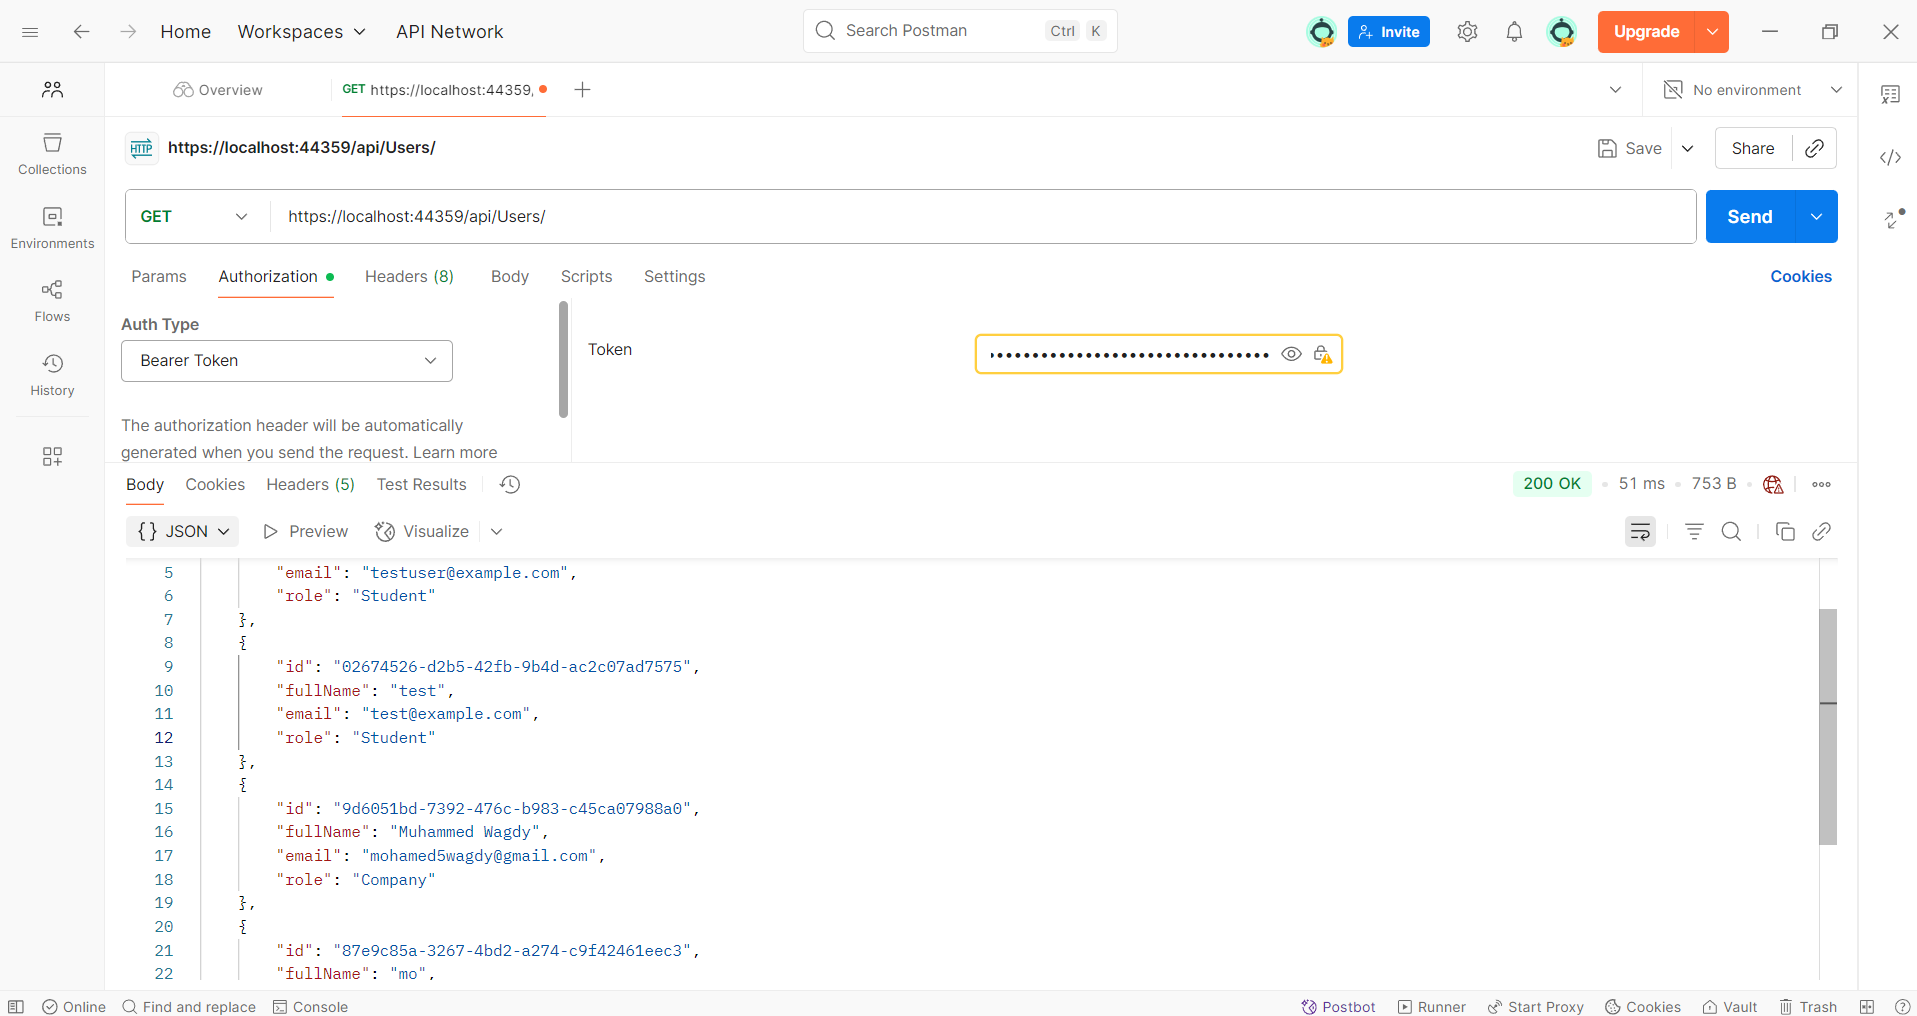 Home Workspaces API Network Search Postman Ctrl K Invite Upgrade
Overview GET https://localhost:44359, No environment
HTTP https://localhost:44359/api/Users/ Save Share
Collections
GET https://localhost:44359/api/Users/ Send
Environments
Params Authorization Headers (8) Body Scripts Settings Cookies
Flows
Auth Type
Token
Bearer Token
History
The authorization header will be automatically
generated when you send the request. Learn more
Body Cookies Headers (5) Test Results 200 OK 51 ms 753 B
{} JSON Preview Visualize
5 "email": "testuser@example.com",
6 "role": "Student"
7 },
8 {
9 "id": "02674526-d2b5-42fb-9b4d-ac2c07ad7575",
10 "fullName": "test",
11 "email": "test@example.com",
12 "role": "Student"
13 },
14 {
15 "id": "9d6051bd-7392-476c-b983-c45ca07988a0",
16 "fullName": "Muhammed Wagdy",
17 "email": "mohamed5wagdy@gmail.com",
18 "role": "Company"
19 },
20 {
21 "id": "87e9c85a-3267-4bd2-a274-c9f42461eec3",
22 "fullName": "mo",
Online Find and replace Console Postbot Runner Start Proxy Cookies Vault Trash